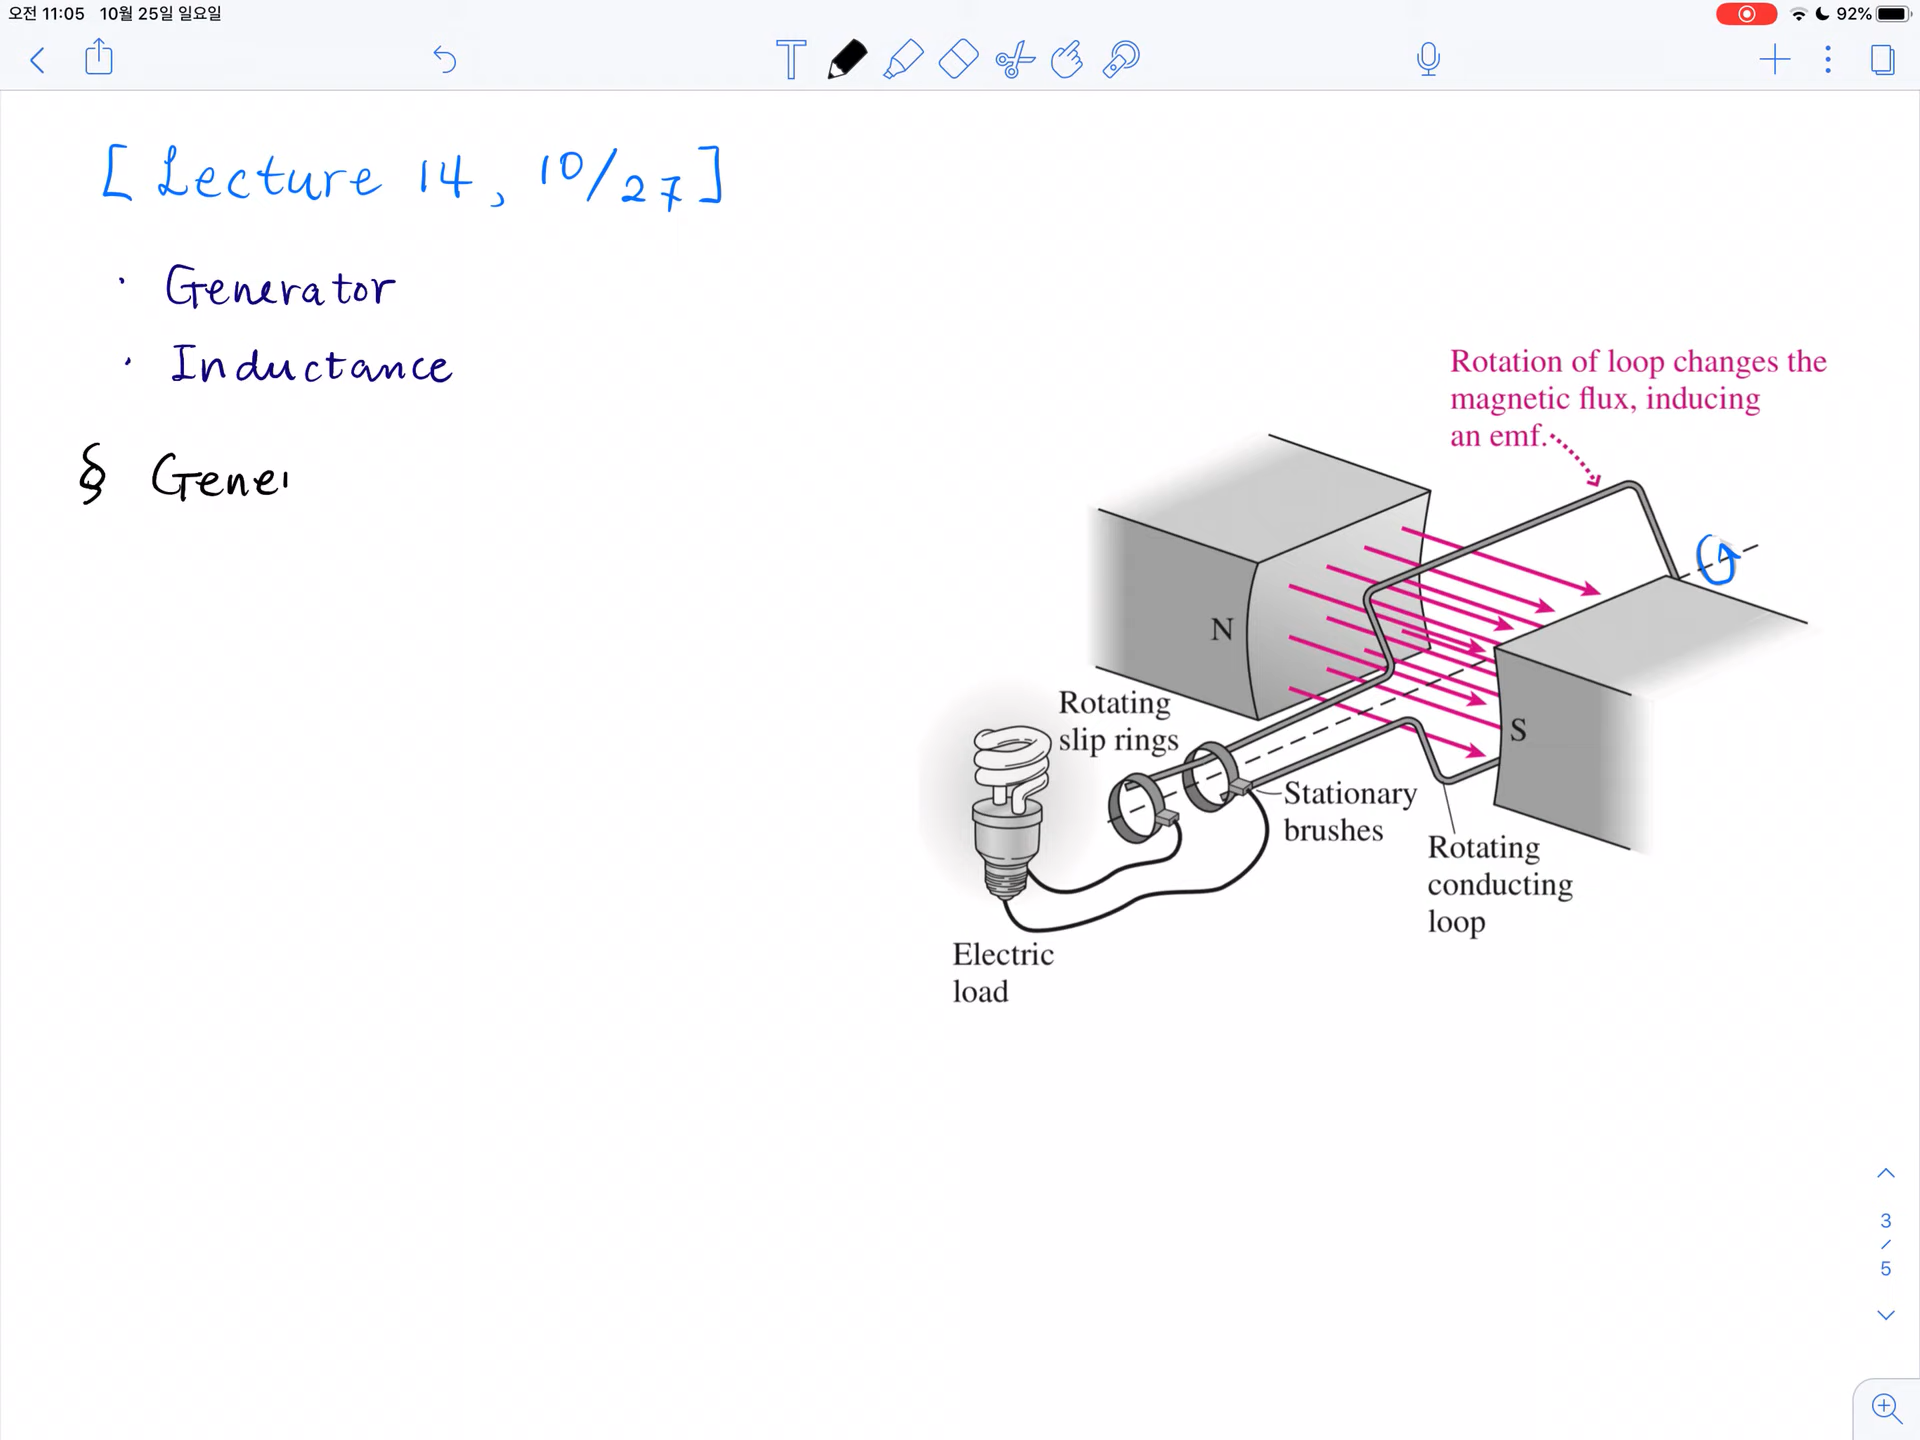 오전 11:05 10월 25일 일요일
92%
[ Lecture 14, 10/27 ]
· Generator
· Inductance
§ Gener
Rotation of loop changes the
magnetic flux, inducing
an emf.
N
S
Rotating
slip rings
Stationary
brushes
Rotating
conducting
loop
Electric
load
3
/
5